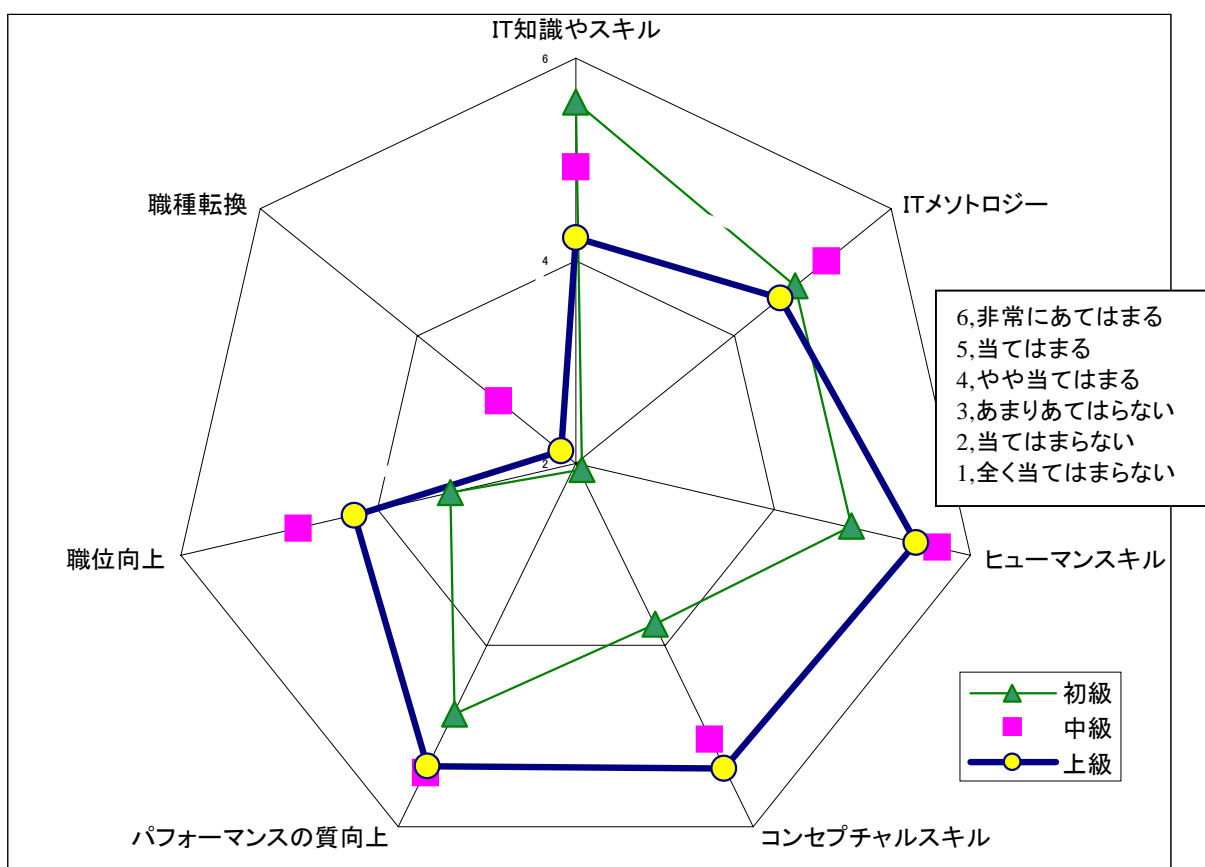 IT知識やスキル
6
職種転換
ITメソトロジー
4
6,非常にあてはまる
5,当てはまる
4,やや当てはまる
3,あまりあてはらない
2,当てはまらない
1,全く当てはまらない
2
職位向上
ヒューマンスキル
初級
中級
上級
パフォーマンスの質向上
コンセプチャルスキル